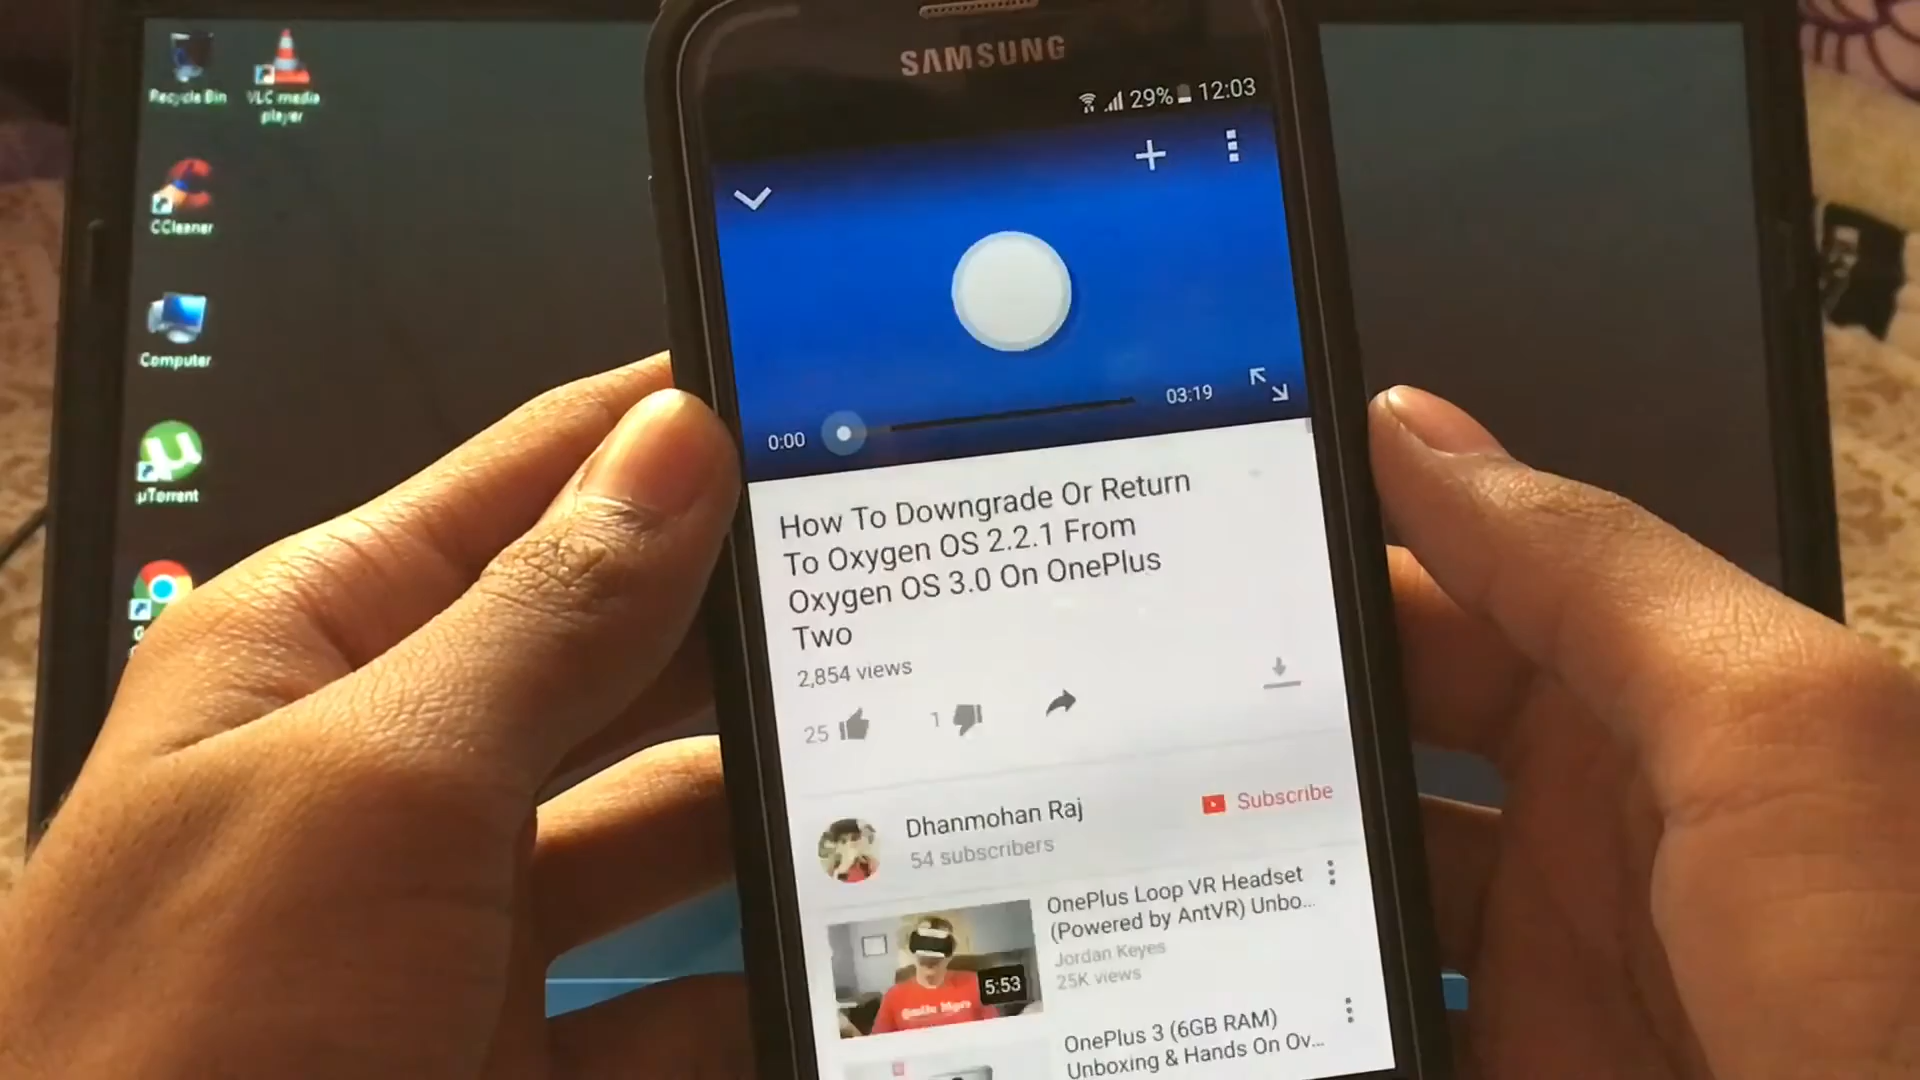 Recycle Bin
VLC media
player
CCleaner
Computer
µTorrent
SAMSUNG
29% 12:03
0:00
03:19
How To Downgrade Or Return
To Oxygen OS 2.2.1 From
Oxygen OS 3.0 On OnePlus
Two
2,854 views
25
1
Dhanmohan Raj
54 subscribers
Subscribe
OnePlus Loop VR Headset
(Powered by AntVR) Unbo...
Jordan Keyes
25K views
5:53
OnePlus 3 (6GB RAM)
Unboxing & Hands On Ov...